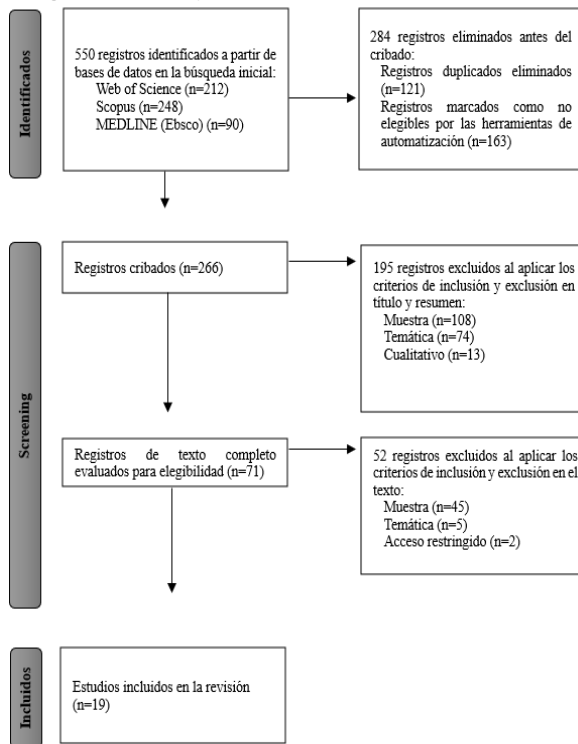 Identificados
550 registros identificados a partir de
bases de datos en la búsqueda inicial:
Web of Science (n=212)
Scopus (n=248)
MEDLINE (Ebsco) (n=90)
284 registros eliminados antes del
cribado:
Registros duplicados eliminados
(n=121)
Registros marcados como no
elegibles por las herramientas de
automatización (n=163)
Screening
Registros cribados (n=266)
195 registros excluidos al aplicar los
criterios de inclusión y exclusión en
título y resumen:
Muestra (n=108)
Temática (n=74)
Cualitativo (n=13)
Registros de texto completo
evaluados para elegibilidad (n=71)
52 registros excluidos al aplicar los
criterios de inclusión y exclusión en el
texto:
Muestra (n=45)
Temática (n=5)
Acceso restringido (n=2)
Incluidos
Estudios incluidos en la revisión
(n=19)